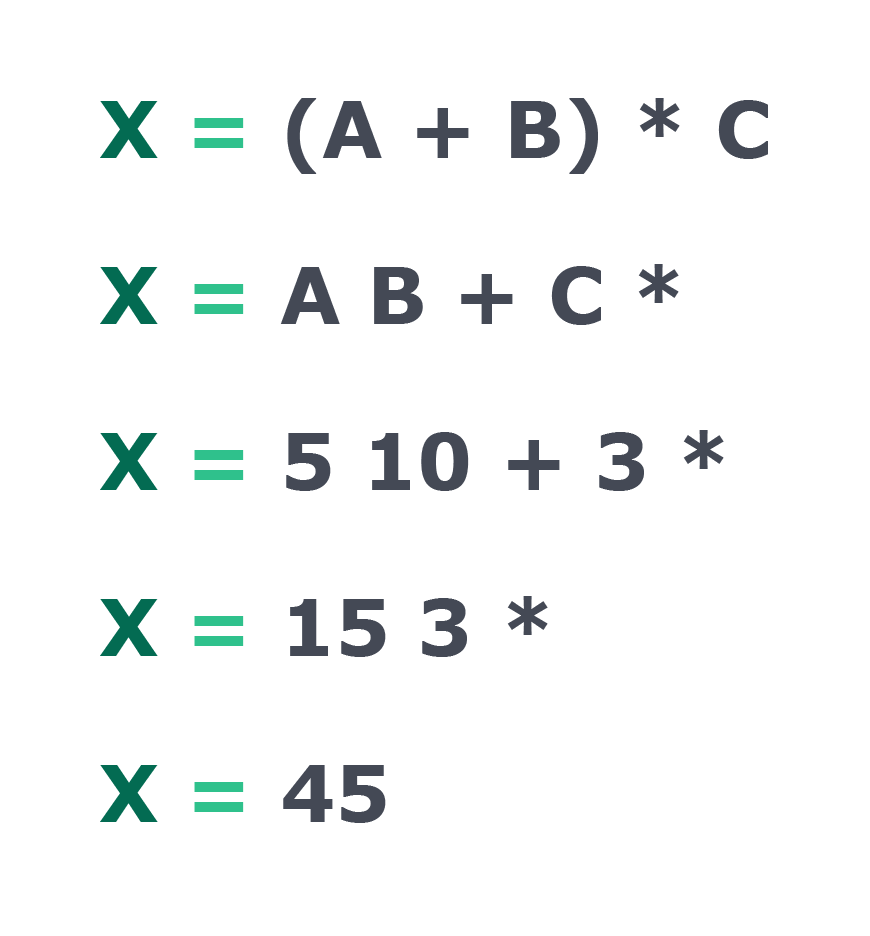 X = (A + B) * C
X = A B + C *
X = 5 10 + 3 *
X = 15 3 *
X = 45